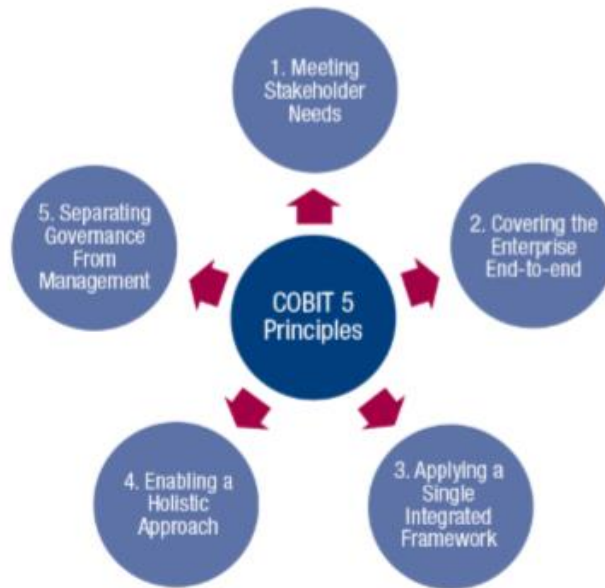 1. Meeting
Stakeholder
Needs
2. Covering the
Enterprise
End-to-end
3. Applying a
Single
Integrated
Framework
4. Enabling a
Holistic
Approach
5. Separating
Governance
From
Management
COBIT 5
Principles